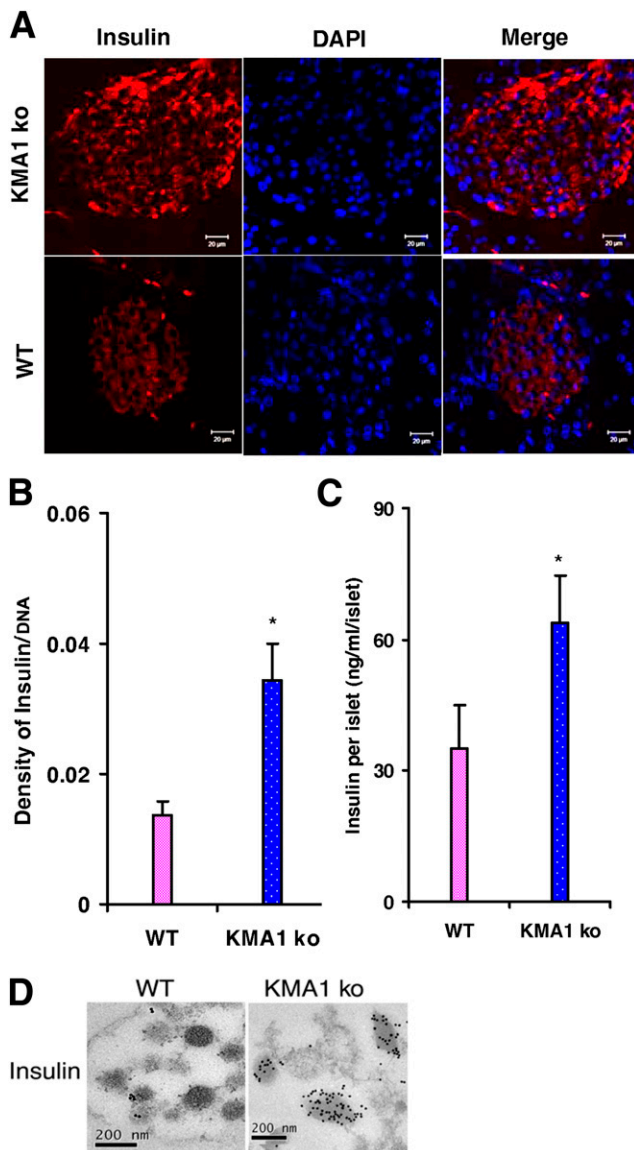 A
Insulin DAPI Merge
KMA1 ko
20 µm 20 µm 20 µm
WT
20 µm 20 µm 20 µm
B
Density of Insulin/DNA
0.06
0.04
0.02
0
*
WT KMA1 ko
C
Insulin per islet (ng/ml/islet)
90
60
30
0
*
WT KMA1 ko
D
WT KMA1 ko
Insulin
200 nm 200 nm